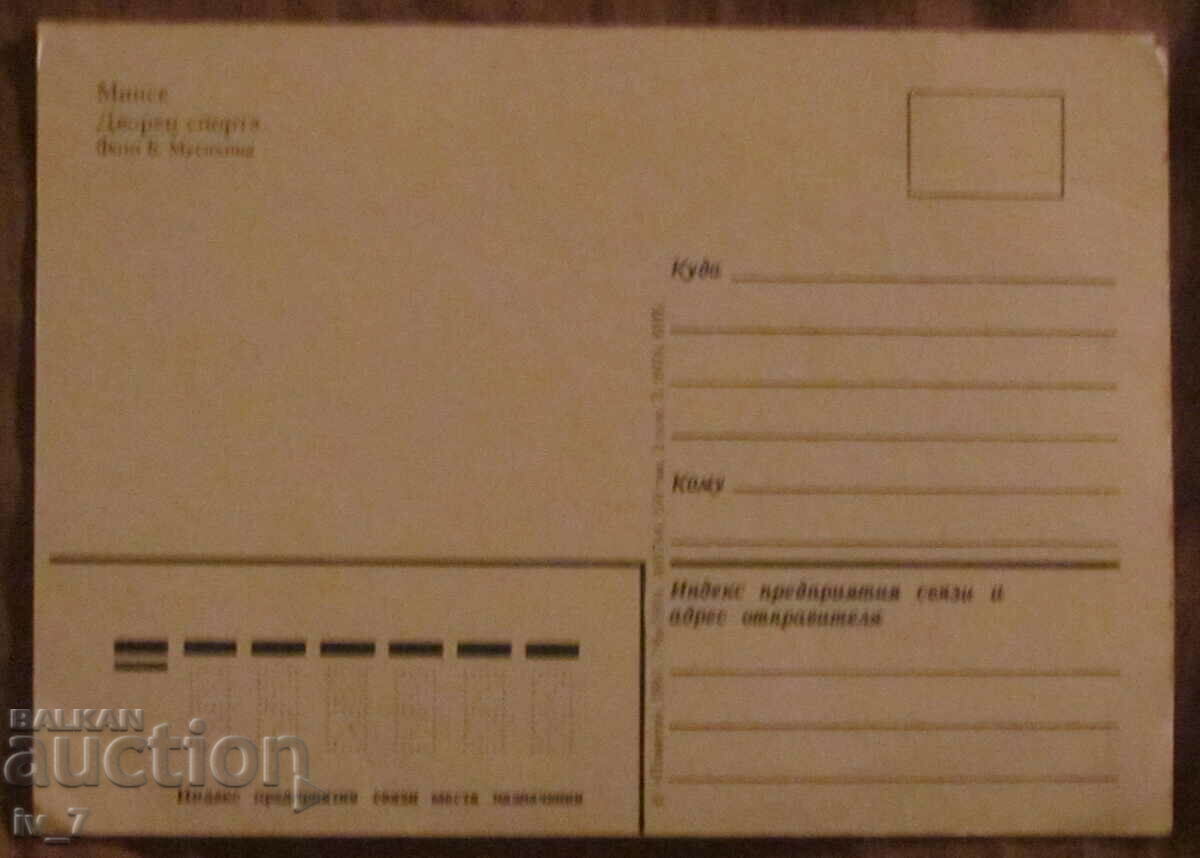 Минск
Дворец спорта
Фото
Куда
Кому
Индекс предприятия связи и
адрес отправителя
Индекс предприятия связи места назначения
BALKAN
auction
iv_7